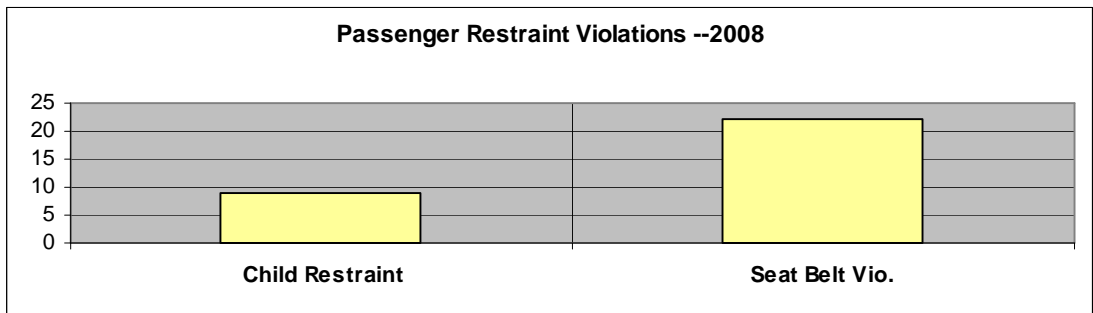 Passenger Restraint Violations --2008
25
20
15
10
5
0
Child Restraint
Seat Belt Vio.